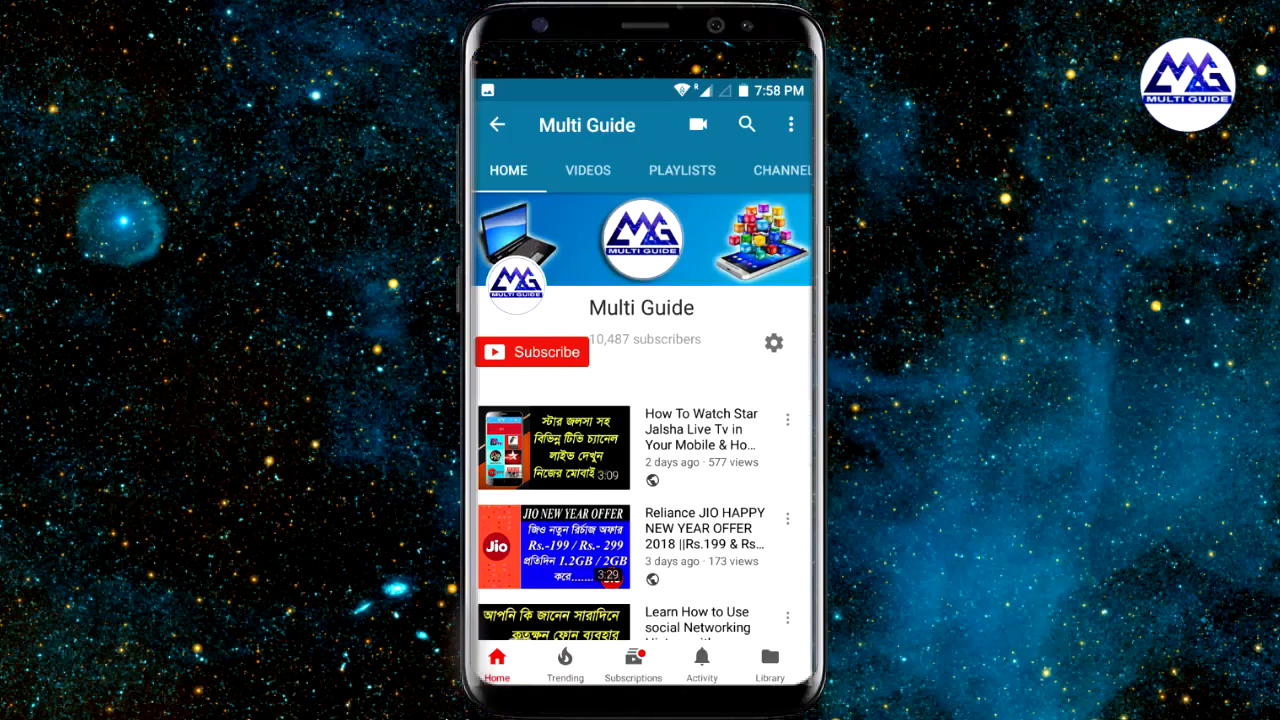 7:58 PM
Multi Guide
HOME VIDEOS PLAYLISTS CHANNEL
MULTI GUIDE
MULTI GUIDE
MULTI GUIDE
Multi Guide
10,487 subscribers
Subscribe
স্টার জলসা সহ
বিভিন্ন টিভি চ্যানেল
লাইভ দেখুন
নিজের মোবাই
3:09
How To Watch Star
Jalsha Live Tv in
Your Mobile & Ho...
2 days ago · 577 views
JIO NEW YEAR OFFER
জিও নতুন রির্চাজ অফার
Rs.-199 / Rs.- 299
প্রতিদিন 1.2GB / 2GB
করে.......
Jio
3:29
Reliance JIO HAPPY
NEW YEAR OFFER
2018 ||Rs.199 & Rs...
3 days ago · 173 views
আপনি কি জানেন সারাদিনে
কতক্ষন ফোন ব্যবহার
Learn How to Use
social Networking
Home Trending Subscriptions Activity Library